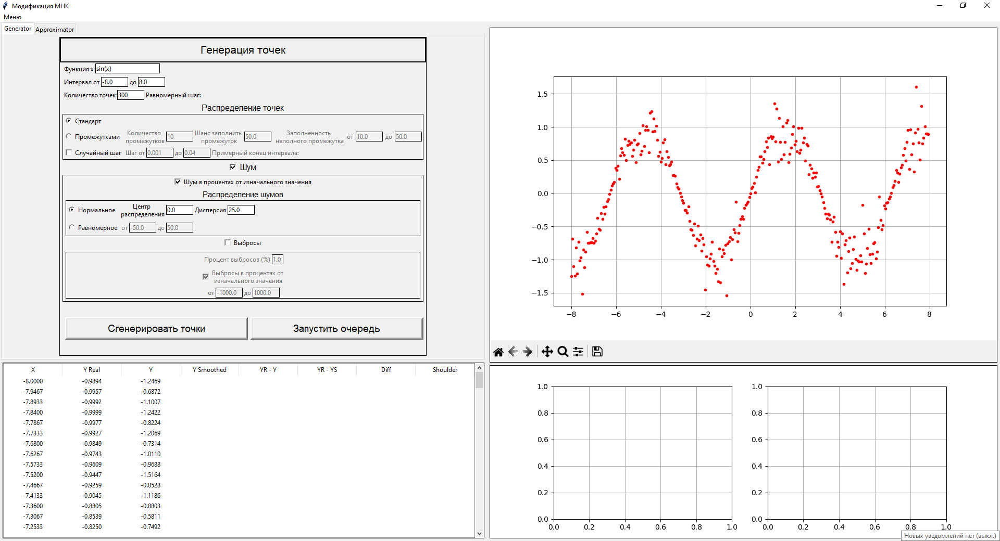 Модификация МНК
Меню
Generator Approximator
Генерация точек
Функция x sin(x)
Интервал от -8.0 до 8.0
Количество точек 300 Равномерный шаг:
Распределение точек
Стандарт
Промежутками Количество промежутков 10 Шанс заполнить промежуток 50.0 Заполненность неполного промежутка от 10.0 до 50.0
Случайный шаг Шаг от 0.001 до 0.04 Примерный конец интервала:
Шум
Шум в процентах от изначального значения
Распределение шумов
Нормальное Центр распределения 0.0 Дисперсия 25.0
Равномерное от -50.0 до 50.0
Выбросы
Процент выбросов (%) 1.0
Выбросы в процентах от
изначального значения
от -1000.0 до 1000.0
Сгенерировать точки Запустить очередь
X Y Real Y Y Smoothed YR - Y YR - YS Diff Shoulder
-8.0000 -0.9894 -1.2469
-7.9467 -0.9957 -0.6872
-7.8933 -0.9992 -1.1007
-7.8400 -0.9999 -1.2422
-7.7867 -0.9977 -0.8224
-7.7333 -0.9927 -1.2069
-7.6800 -0.9849 -0.7314
-7.6267 -0.9743 -1.0110
-7.5733 -0.9609 -0.9688
-7.5200 -0.9447 -1.5164
-7.4667 -0.9259 -0.8528
-7.4133 -0.9045 -1.1186
-7.3600 -0.8805 -0.8803
-7.3067 -0.8539 -0.5811
-7.2533 -0.8250 -0.7492
1.5
1.0
0.5
0.0
−0.5
−1.0
−1.5
−8 −6 −4 −2 0 2 4 6 8
1.0
0.8
0.6
0.4
0.2
0.0
0.0 0.2 0.4 0.6 0.8 1.0
1.0
0.8
0.6
0.4
0.2
0.0
0.0 0.2 0.4 0.6 0.8 1.0
Новых уведомлений нет (выкл.)